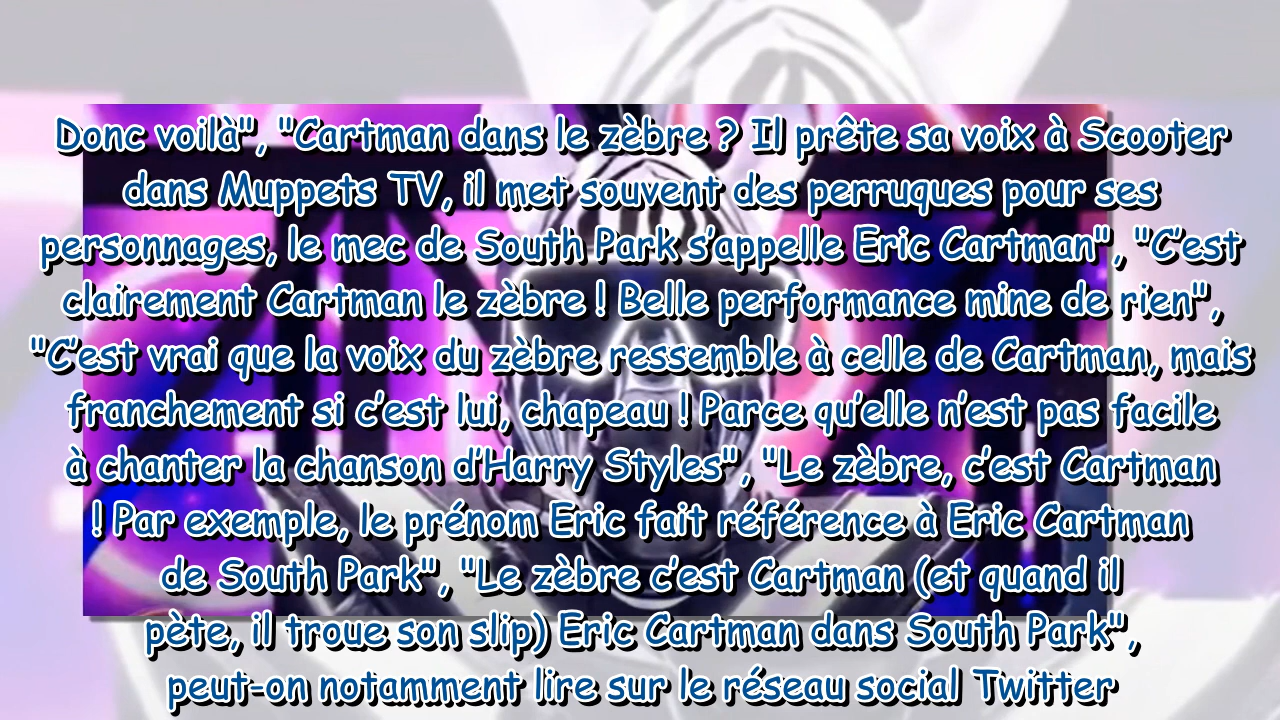 Donc voilà", "Cartman dans le zèbre ? Il prête sa voix à Scooter
dans Muppets TV, il met souvent des perruques pour ses
personnages, le mec de South Park s’appelle Eric Cartman", "C’est
clairement Cartman le zèbre ! Belle performance mine de rien",
"C’est vrai que la voix du zèbre ressemble à celle de Cartman, mais
franchement si c’est lui, chapeau ! Parce qu’elle n’est pas facile
à chanter la chanson d’Harry Styles", "Le zèbre, c’est Cartman
! Par exemple, le prénom Eric fait référence à Eric Cartman
de South Park", "Le zèbre c’est Cartman (et quand il
pète, il troue son slip) Eric Cartman dans South Park",
peut-on notamment lire sur le réseau social Twitter